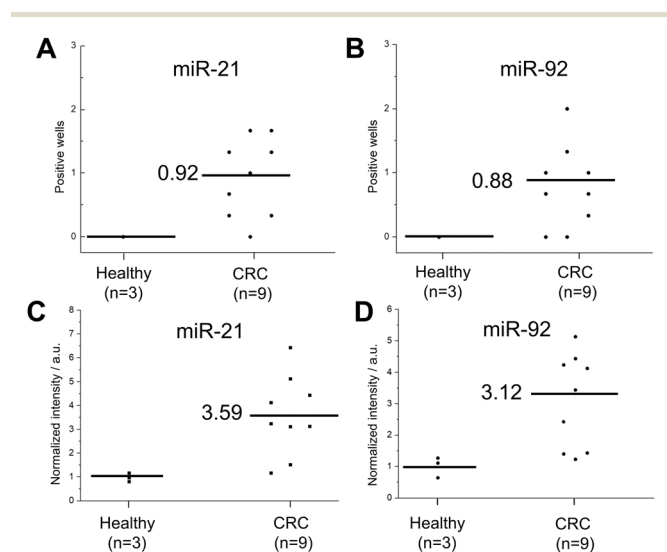 A
miR-21
Positive wells
3
2
1
0
0.92
Healthy
(n=3)
CRC
(n=9)
B
miR-92
Positive wells
3
2
1
0
0.88
Healthy
(n=3)
CRC
(n=9)
C
miR-21
Normalized intensity / a.u.
8
7
6
5
4
3
2
1
0
3.59
Healthy
(n=3)
CRC
(n=9)
D
miR-92
Normalized intensity / a.u.
6
5
4
3
2
1
0
3.12
Healthy
(n=3)
CRC
(n=9)